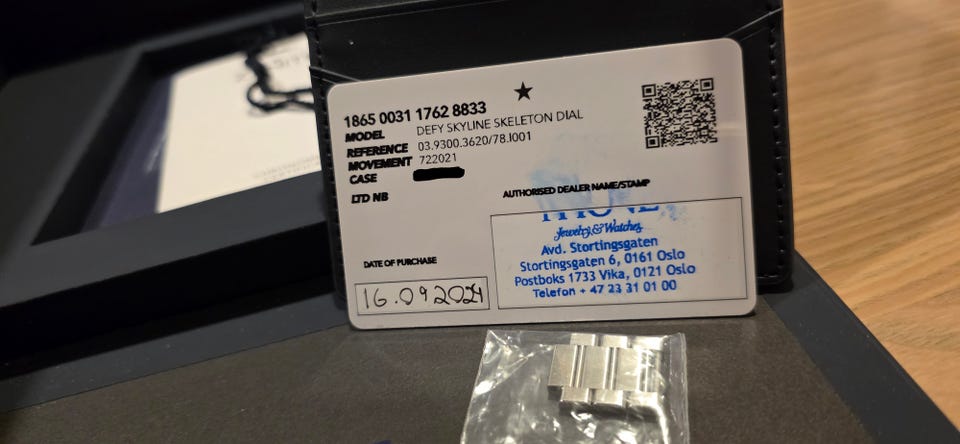 1865 0031 1762 8833
MODEL DEFY SKYLINE SKELETON DIAL
REFERENCE 03.9300.3620/78.I001
MOVEMENT 722021
CASE
LTD NB
AUTHORISED DEALER NAME/STAMP
Jewelry & Watches
Avd. Stortingsgaten
Stortingsgaten 6, 0161 Oslo
Postboks 1733 Vika, 0121 Oslo
Telefon + 47 23 31 01 00
DATE OF PURCHASE
16.09.2024